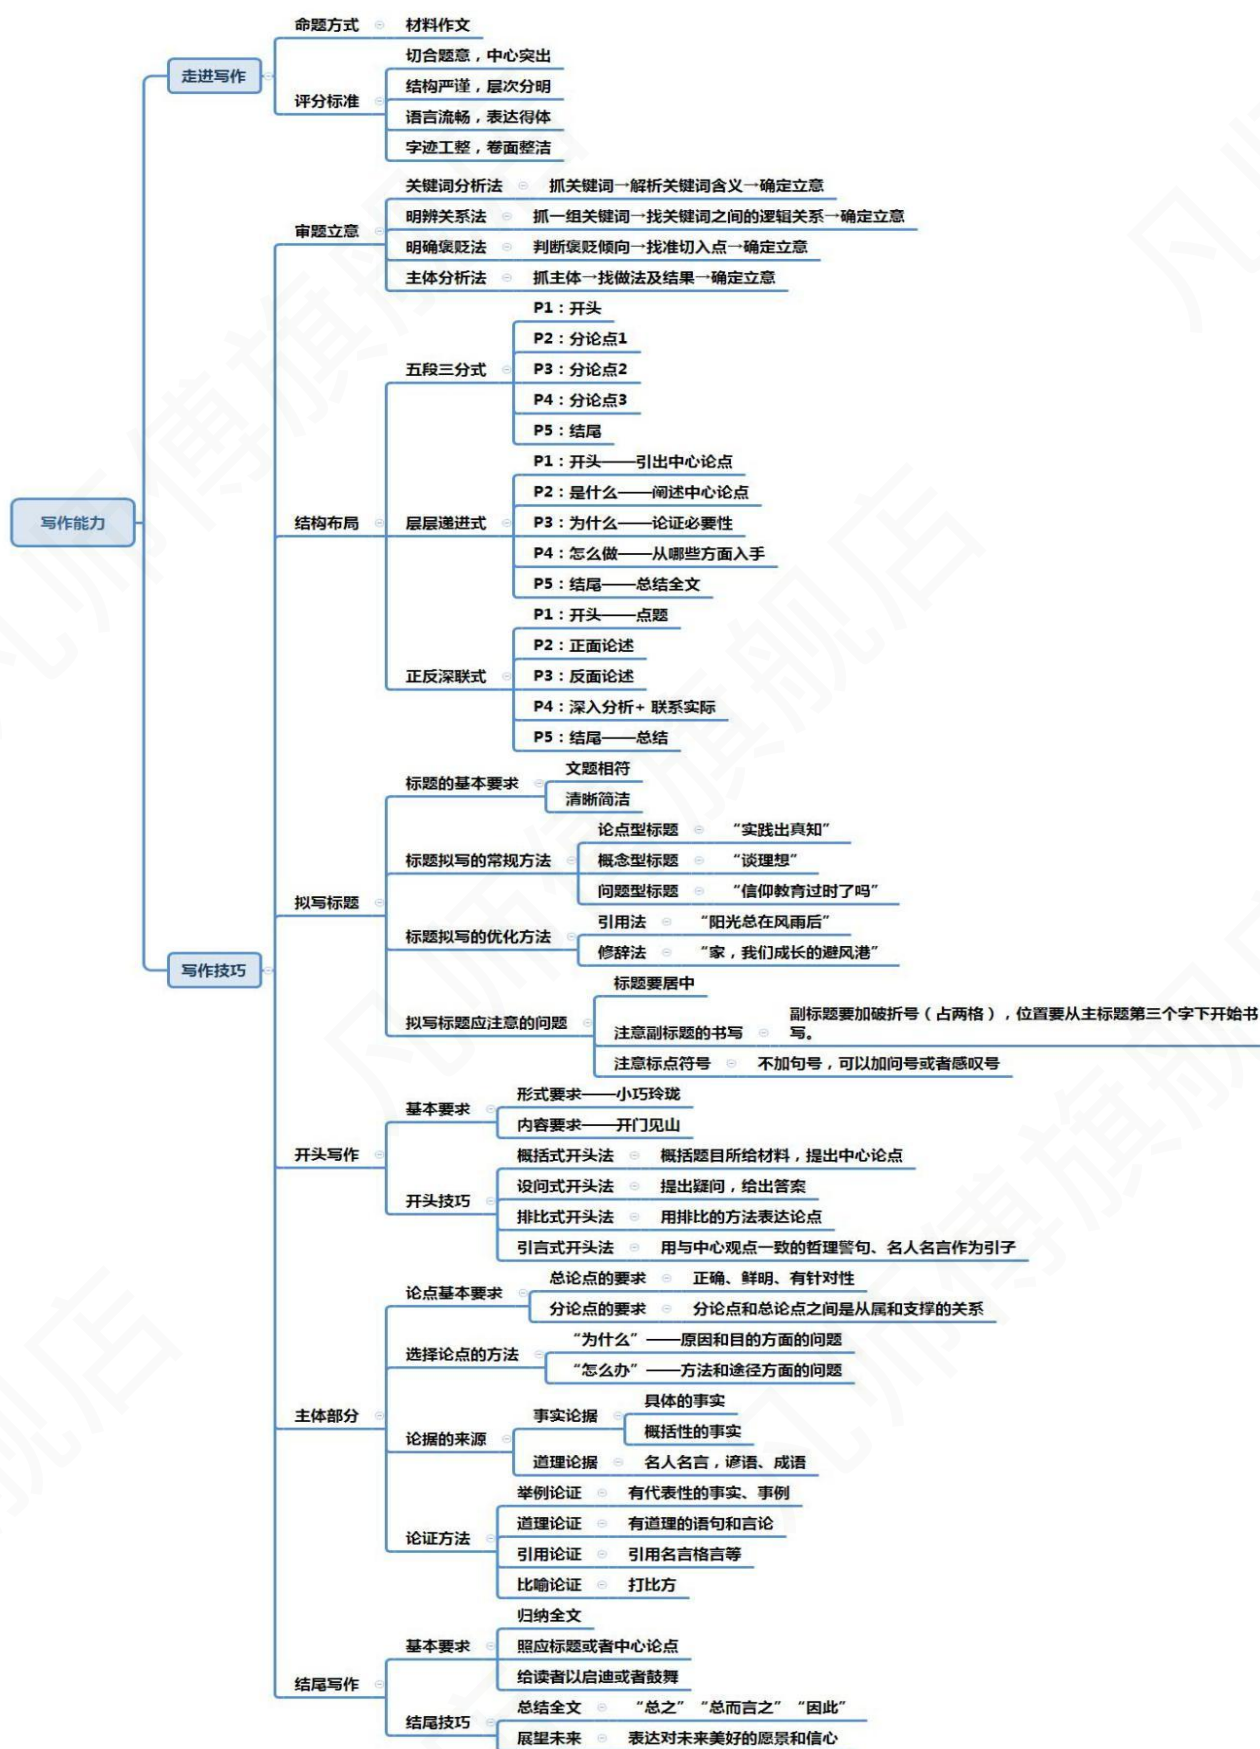 写作能力
走进写作
命题方式
材料作文
评分标准
切合题意，中心突出
结构严谨，层次分明
语言流畅，表达得体
字迹工整，卷面整洁
写作技巧
审题立意
关键词分析法
抓关键词→解析关键词含义→确定立意
明辨关系法
抓一组关键词→找关键词之间的逻辑关系→确定立意
明确褒贬法
判断褒贬倾向→找准切入点→确定立意
主体分析法
抓主体→找做法及结果→确定立意
结构布局
五段三分式
P1：开头
P2：分论点1
P3：分论点2
P4：分论点3
P5：结尾
层层递进式
P1：开头——引出中心论点
P2：是什么——阐述中心论点
P3：为什么——论证必要性
P4：怎么做——从哪些方面入手
P5：结尾——总结全文
正反深联式
P1：开头——点题
P2：正面论述
P3：反面论述
P4：深入分析+ 联系实际
P5：结尾——总结
拟写标题
标题的基本要求
文题相符
清晰简洁
标题拟写的常规方法
论点型标题
“实践出真知”
概念型标题
“谈理想”
问题型标题
“信仰教育过时了吗”
标题拟写的优化方法
引用法
“阳光总在风雨后”
修辞法
“家，我们成长的避风港”
拟写标题应注意的问题
标题要居中
注意副标题的书写
副标题要加破折号（占两格），位置要从主标题第三个字下开始书
写。
注意标点符号
不加句号，可以加问号或者感叹号
开头写作
基本要求
形式要求——小巧玲珑
内容要求——开门见山
开头技巧
概括式开头法
概括题目所给材料，提出中心论点
设问式开头法
提出疑问，给出答案
排比式开头法
用排比的方法表达论点
引言式开头法
用与中心观点一致的哲理警句、名人名言作为引子
主体部分
论点基本要求
总论点的要求
正确、鲜明、有针对性
分论点的要求
分论点和总论点之间是从属和支撑的关系
选择论点的方法
“为什么”——原因和目的方面的问题
“怎么办”——方法和途径方面的问题
论据的来源
事实论据
具体的事实
概括性的事实
道理论据
名人名言，谚语、成语
论证方法
举例论证
有代表性的事实、事例
道理论证
有道理的语句和言论
引用论证
引用名言格言等
比喻论证
打比方
结尾写作
基本要求
归纳全文
照应标题或者中心论点
给读者以启迪或者鼓舞
结尾技巧
总结全文
“总之”“总而言之”“因此”
展望未来
表达对未来美好的愿景和信心
凡师傅旗舰店